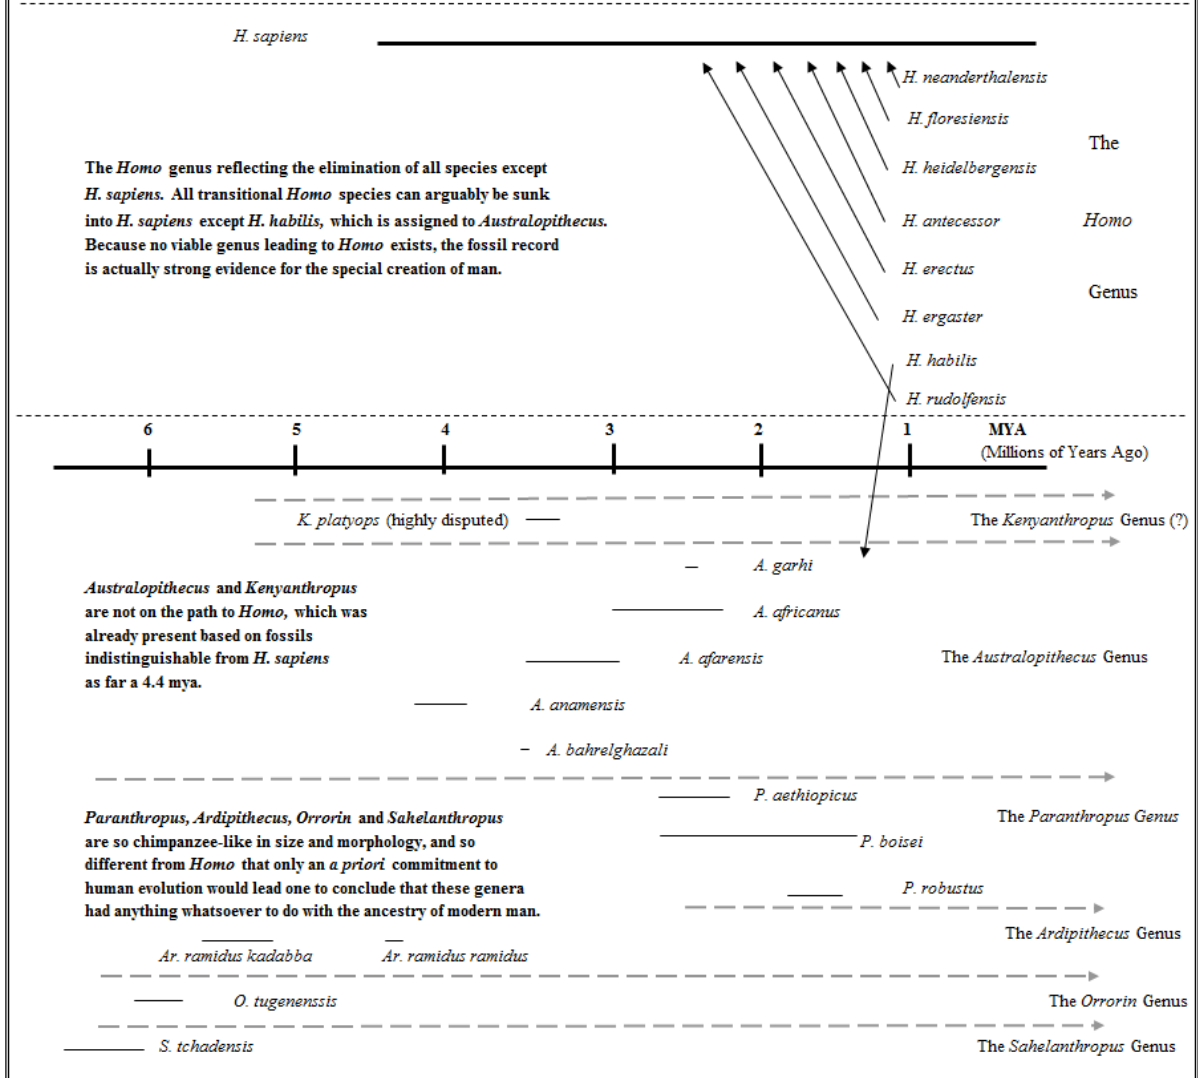 H. sapiens
H. neanderthalensis
H. floresiensis
The
H. heidelbergensis
The Homo genus reflecting the elimination of all species except
H. sapiens. All transitional Homo species can arguably be sunk
into H. sapiens except H. habilis, which is assigned to Australopithecus.
Because no viable genus leading to Homo exists, the fossil record
is actually strong evidence for the special creation of man.
H. antecessor
Homo
H. erectus
Genus
H. ergaster
H. habilis
H. rudolfensis
6 5 4 3 2 1 MYA
(Millions of Years Ago)
K. platyops (highly disputed)
The Kenyanthropus Genus (?)
A. garhi
Australopithecus and Kenyanthropus
are not on the path to Homo, which was
already present based on fossils
indistinguishable from H. sapiens
as far a 4.4 mya.
A. africanus
A. afarensis
The Australopithecus Genus
A. anamensis
A. bahrelghazali
P. aethiopicus
The Paranthropus Genus
Paranthropus, Ardipithecus, Orrorin and Sahelanthropus
are so chimpanzee-like in size and morphology, and so
different from Homo that only an a priori commitment to
human evolution would lead one to conclude that these genera
had anything whatsoever to do with the ancestry of modern man.
P. boisei
P. robustus
The Ardipithecus Genus
Ar. ramidus kadabba
Ar. ramidus ramidus
O. tugenenssis
The Orrorin Genus
S. tchadensis
The Sahelanthropus Genus